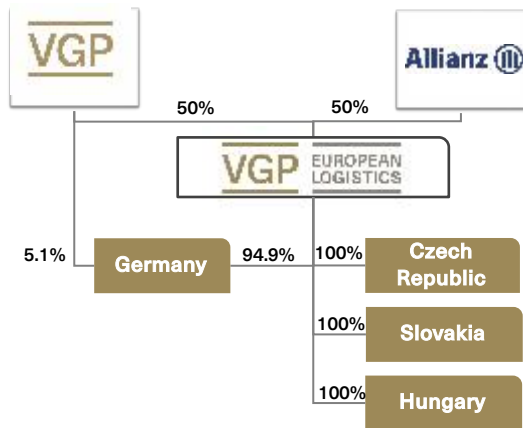 VGP
Allianz
50%
50%
VGP EUROPEAN
LOGISTICS
5.1%
Germany
94.9%
100%
Czech
Republic
100%
Slovakia
100%
Hungary